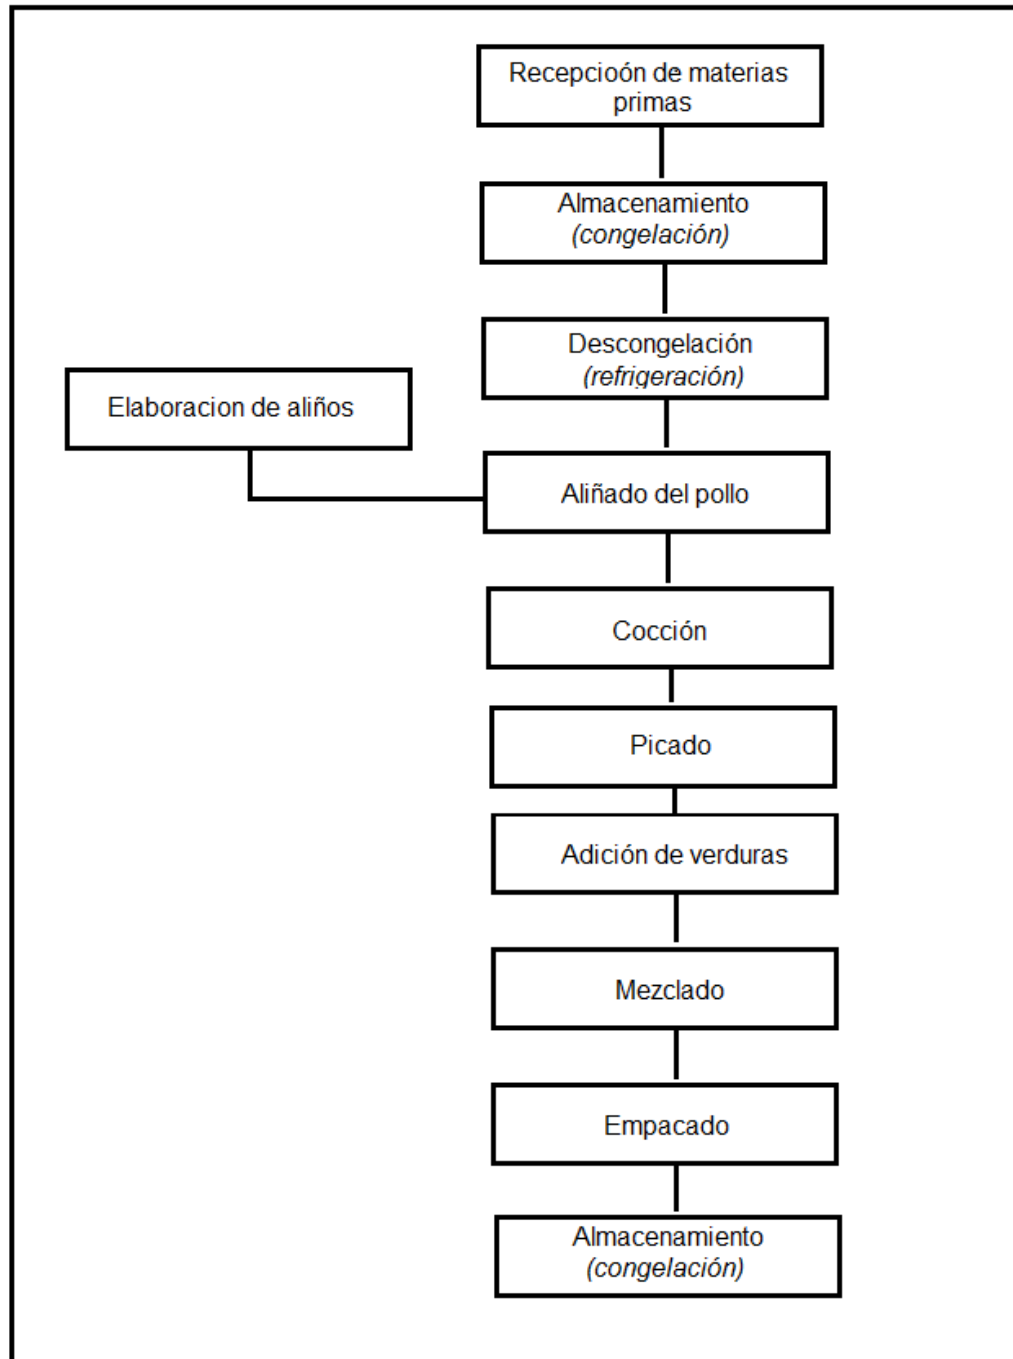 Recepcioón de materias
primas
Almacenamiento
(congelación)
Descongelación
(refrigeración)
Elaboracion de aliños
Aliñado del pollo
Cocción
Picado
Adición de verduras
Mezclado
Empacado
Almacenamiento
(congelación)